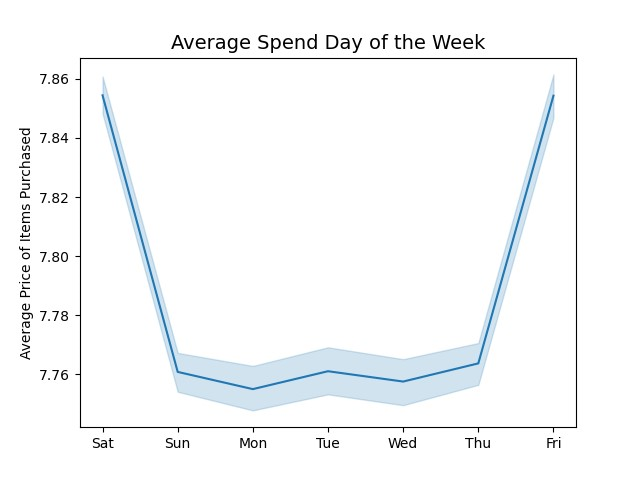 Average Spend Day of the Week
Average Price of Items Purchased
7.86
7.84
7.82
7.80
7.78
7.76
Sat Sun Mon Tue Wed Thu Fri